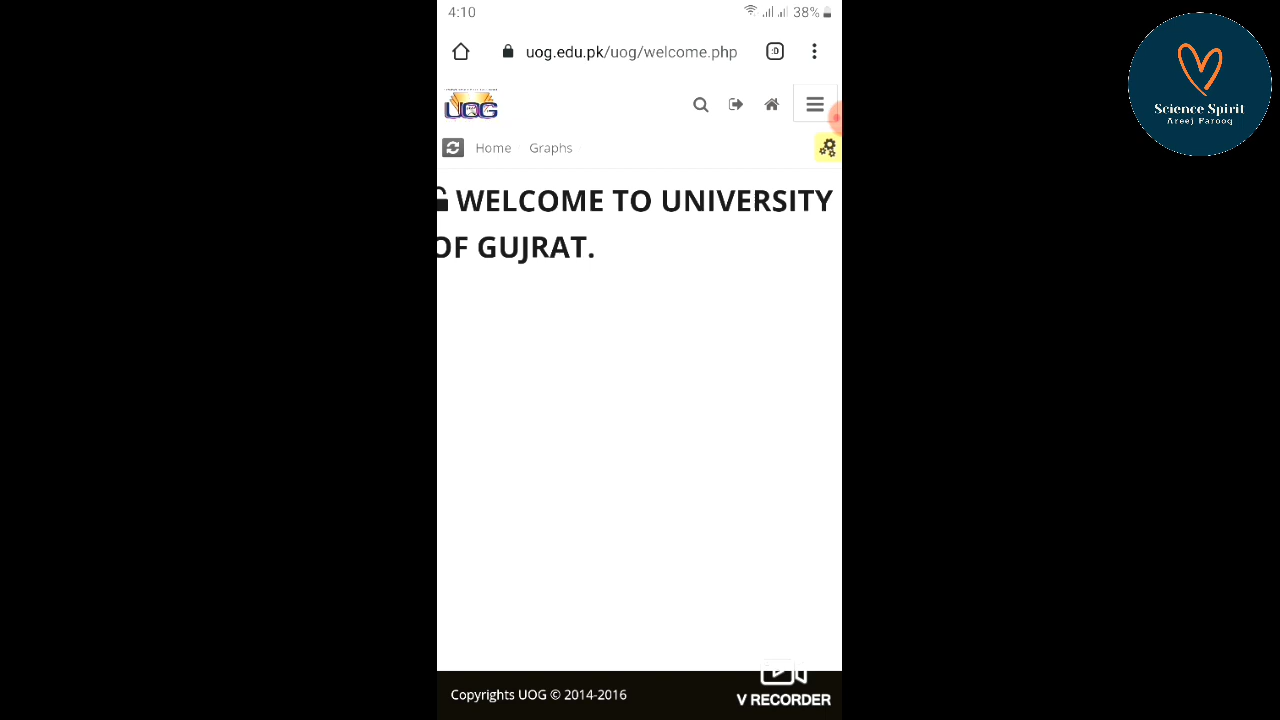 4:10
38%
uog.edu.pk/uog/welcome.php
:D
UOG
Home
Graphs
WELCOME TO UNIVERSITY
OF GUJRAT.
Copyrights UOG © 2014-2016
V RECORDER
Science Spirit
Areej Farooq